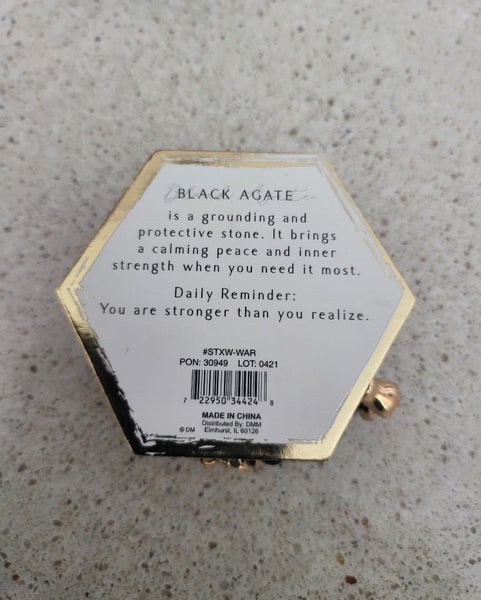 BLACK AGATE
is a grounding and
protective stone. It brings
a calming peace and inner
strength when you need it most.
Daily Reminder:
You are stronger than you realize.
#STXW-WAR
PON: 30949 LOT: 0421
7 22950 34424 8
MADE IN CHINA
Distributed By: DMM
© DM Elmhurst, IL 60126